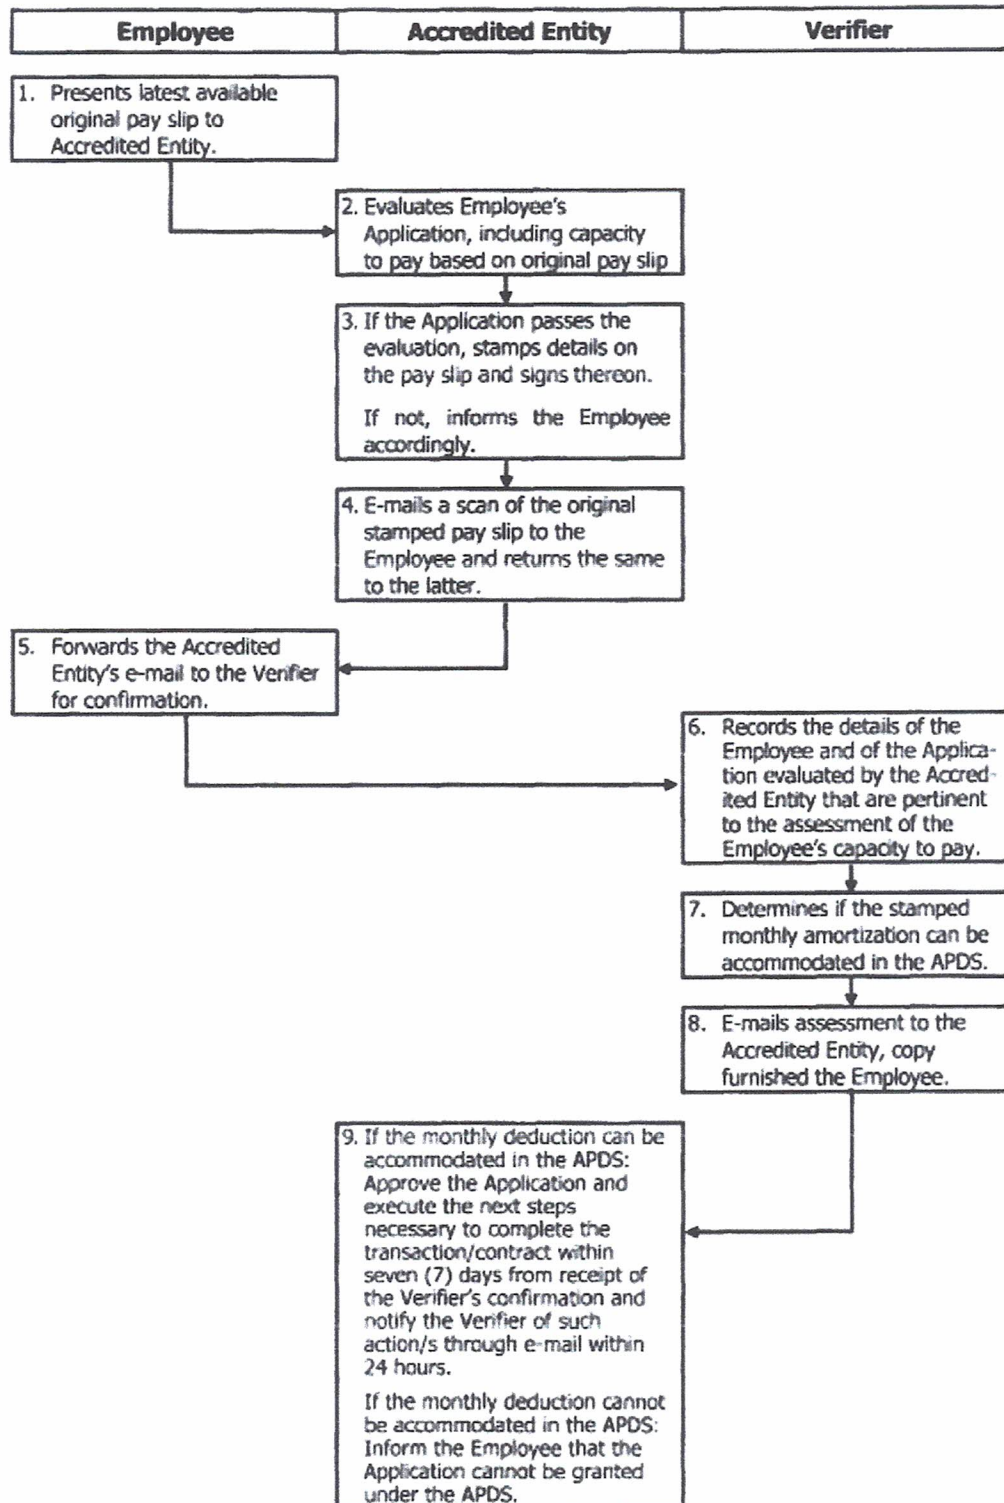 Employee
Accredited Entity
Verifier
1. Presents latest available
original pay slip to
Accredited Entity.
2. Evaluates Employee's
Application, including capacity
to pay based on original pay slip
3. If the Application passes the
evaluation, stamps details on
the pay slip and signs thereon.
If not, informs the Employee
accordingly.
4. E-mails a scan of the original
stamped pay slip to the
Employee and returns the same
to the latter.
5. Forwards the Accredited
Entity's e-mail to the Verifier
for confirmation.
6. Records the details of the
Employee and of the Applica-
tion evaluated by the Accred-
ited Entity that are pertinent
to the assessment of the
Employee's capacity to pay.
7. Determines if the stamped
monthly amortization can be
accommodated in the APDS.
8. E-mails assessment to the
Accredited Entity, copy
furnished the Employee.
9. If the monthly deduction can be
accommodated in the APDS:
Approve the Application and
execute the next steps
necessary to complete the
transaction/contract within
seven (7) days from receipt of
the Verifier's confirmation and
notify the Verifier of such
action/s through e-mail within
24 hours.
If the monthly deduction cannot
be accommodated in the APDS:
Inform the Employee that the
Application cannot be granted
under the APDS.